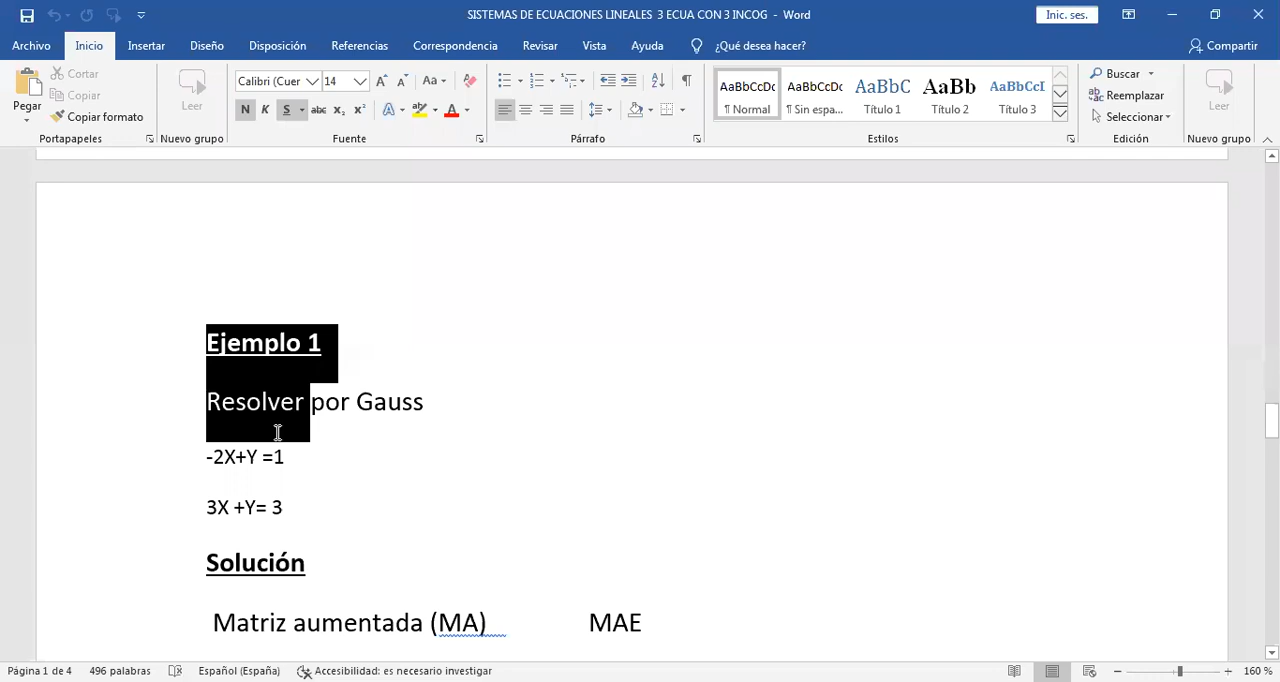 SISTEMAS DE ECUACIONES LINEALES 3 ECUA CON 3 INCOG - Word
Inic. ses.
Archivo Inicio Insertar Diseño Disposición Referencias Correspondencia Revisar Vista Ayuda ¿Qué desea hacer? Compartir
Pegar
Cortar
Copiar
Copiar formato
Portapapeles
Leer
Nuevo grupo
Calibri (Cuer 14
Aa
N K S abc x₂ x²
Fuente
Párrafo
AaBbCcDc AaBbCcDc AaBbC AaBb AaBbCcI
¶ Normal ¶ Sin espa... Título 1 Título 2 Título 3
Estilos
Buscar
Reemplazar
Seleccionar
Edición
Leer
Nuevo grupo
Ejemplo 1
Resolver por Gauss
-2X+Y =1
3X +Y= 3
Solución
Matriz aumentada (MA) MAE
Página 1 de 4 496 palabras Español (España) Accesibilidad: es necesario investigar 160 %